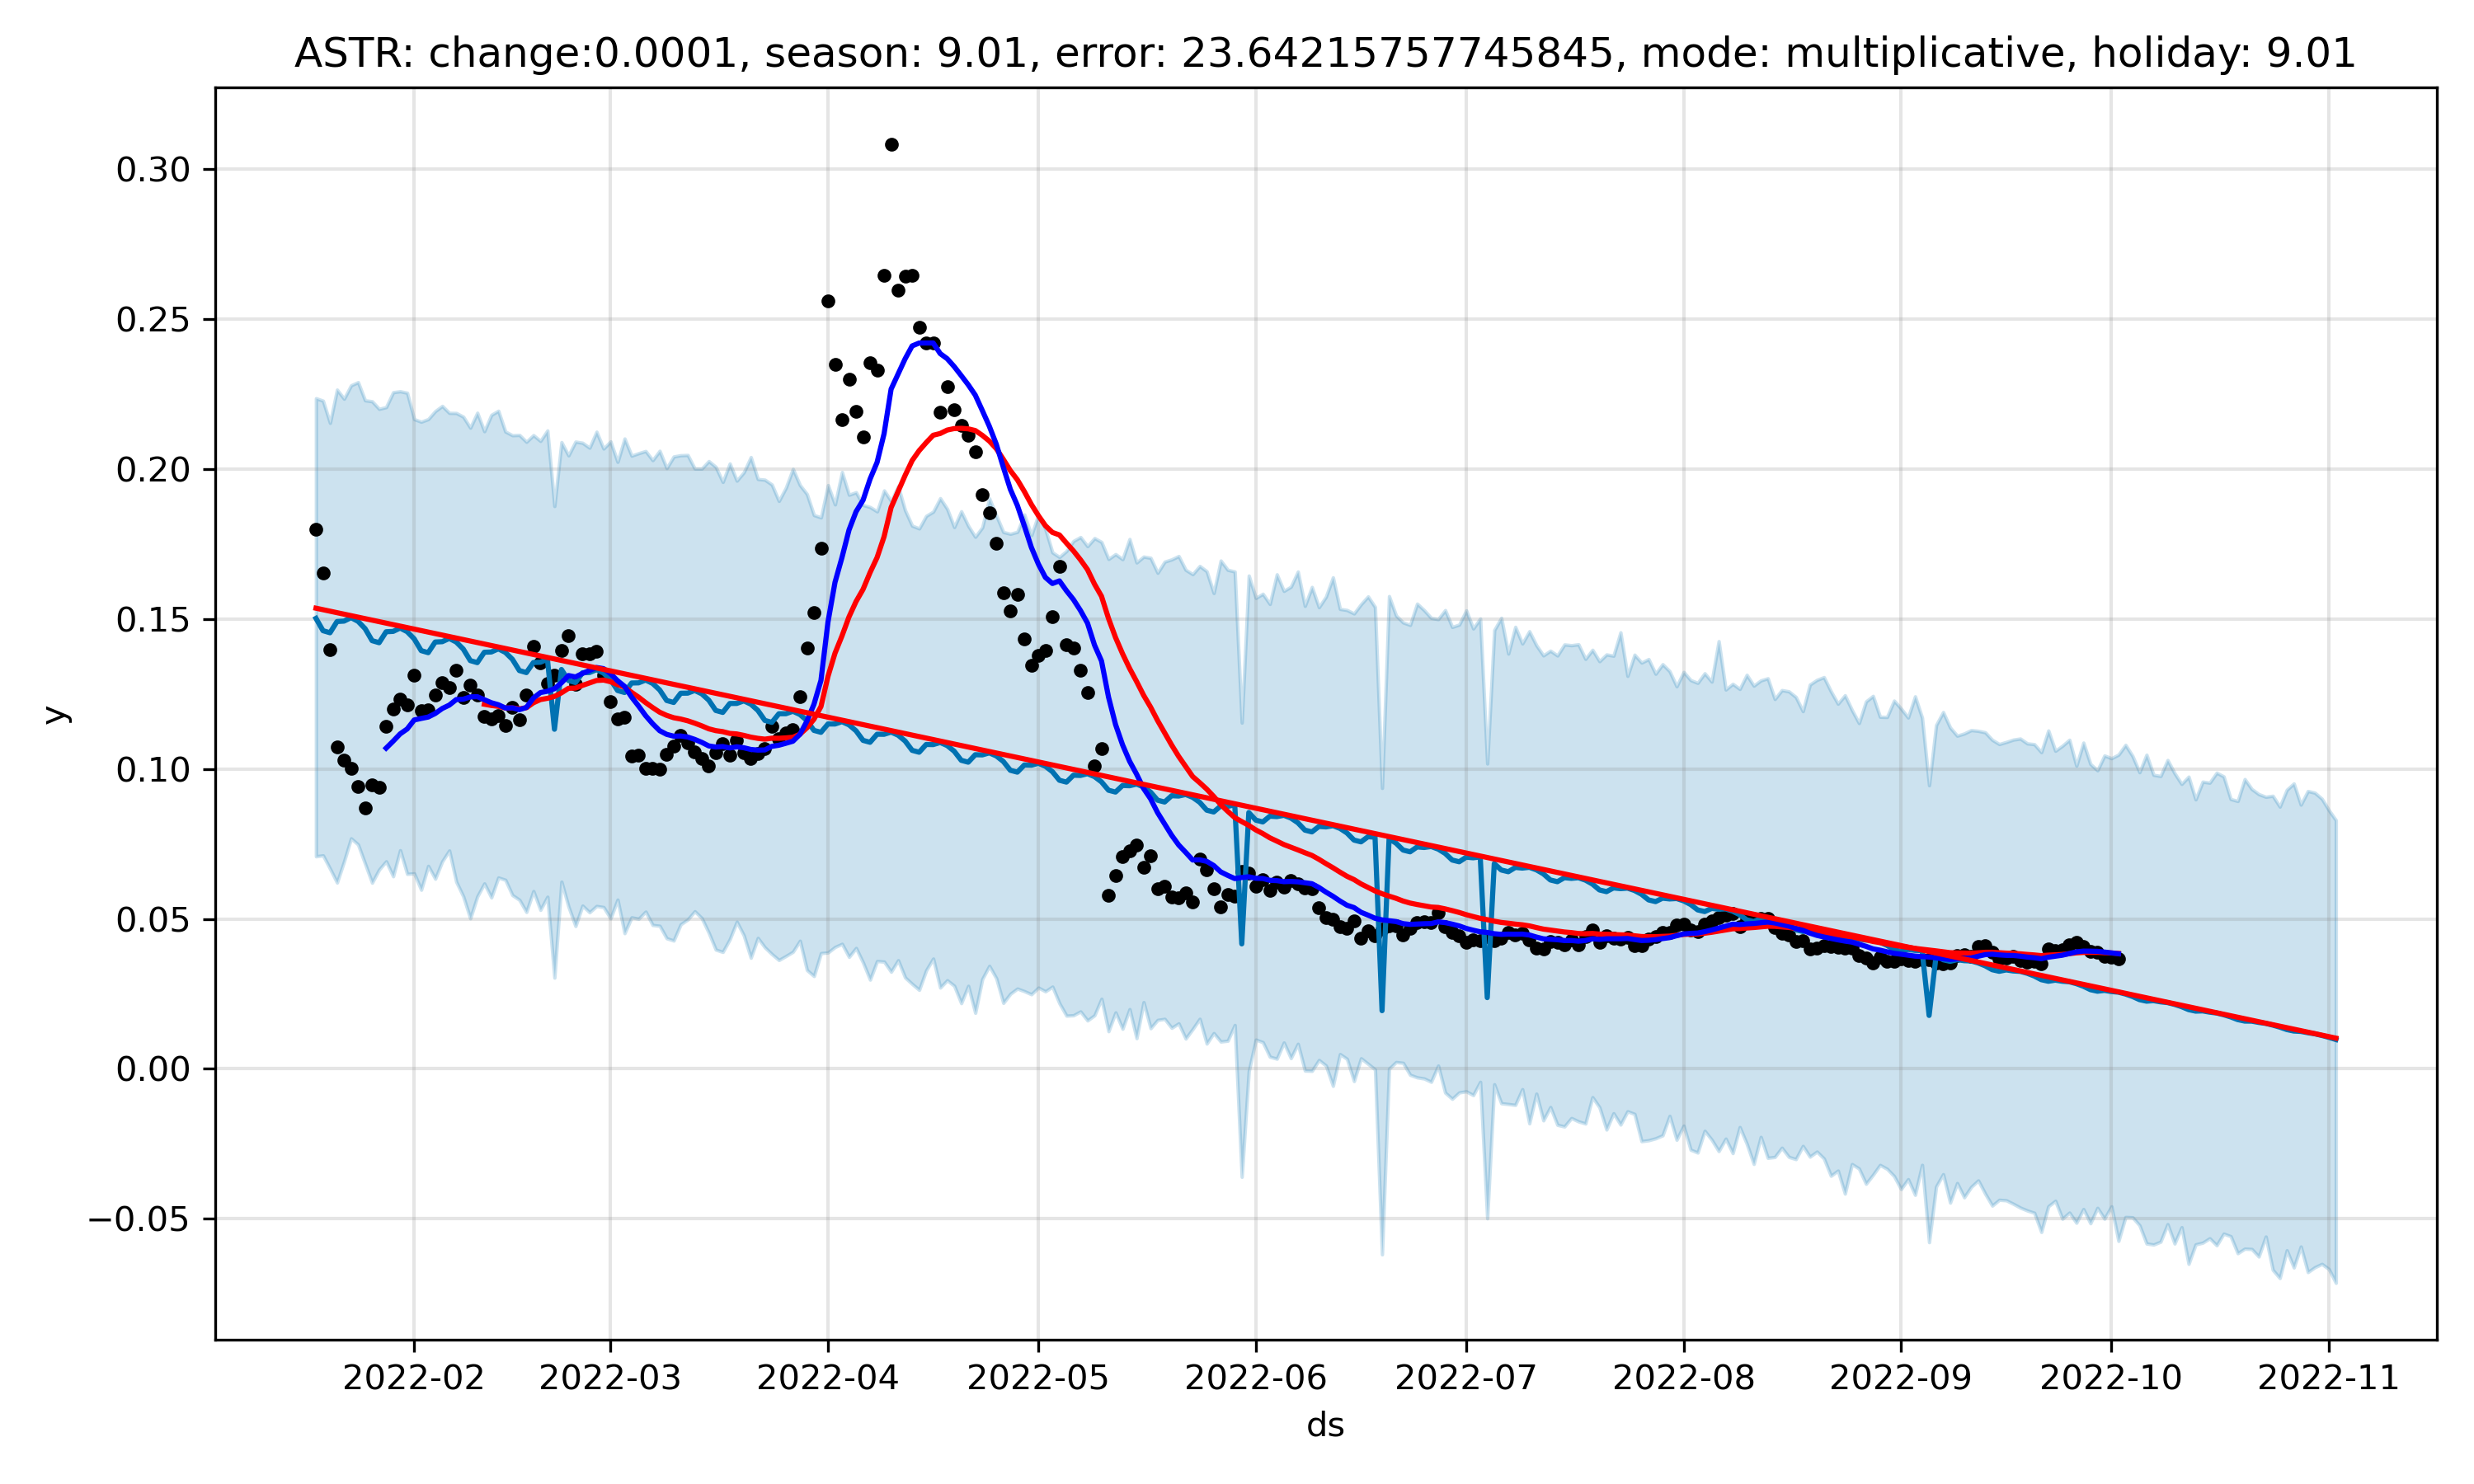 ASTR: change:0.0001, season: 9.01, error: 23.64215757745845, mode: multiplicative, holiday: 9.01
0.30
0.25
0.20
0.15
0.10
0.05
0.00
−0.05
y
2022-02 2022-03 2022-04 2022-05 2022-06 2022-07 2022-08 2022-09 2022-10 2022-11
ds